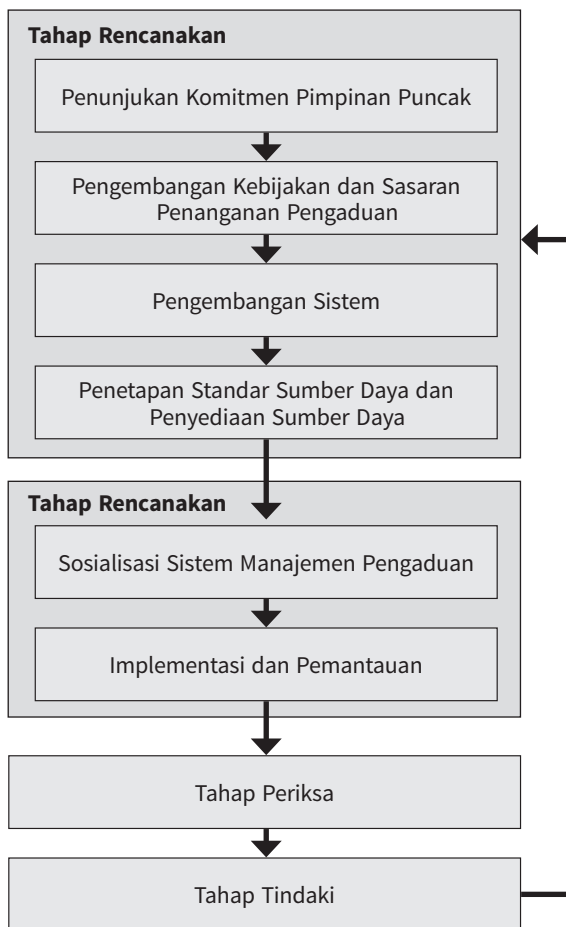 Tahap Rencanakan
Penunjukan Komitmen Pimpinan Puncak
Pengembangan Kebijakan dan Sasaran
Penanganan Pengaduan
Pengembangan Sistem
Penetapan Standar Sumber Daya dan
Penyediaan Sumber Daya
Tahap Rencanakan
Sosialisasi Sistem Manajemen Pengaduan
Implementasi dan Pemantauan
Tahap Periksa
Tahap Tindaki